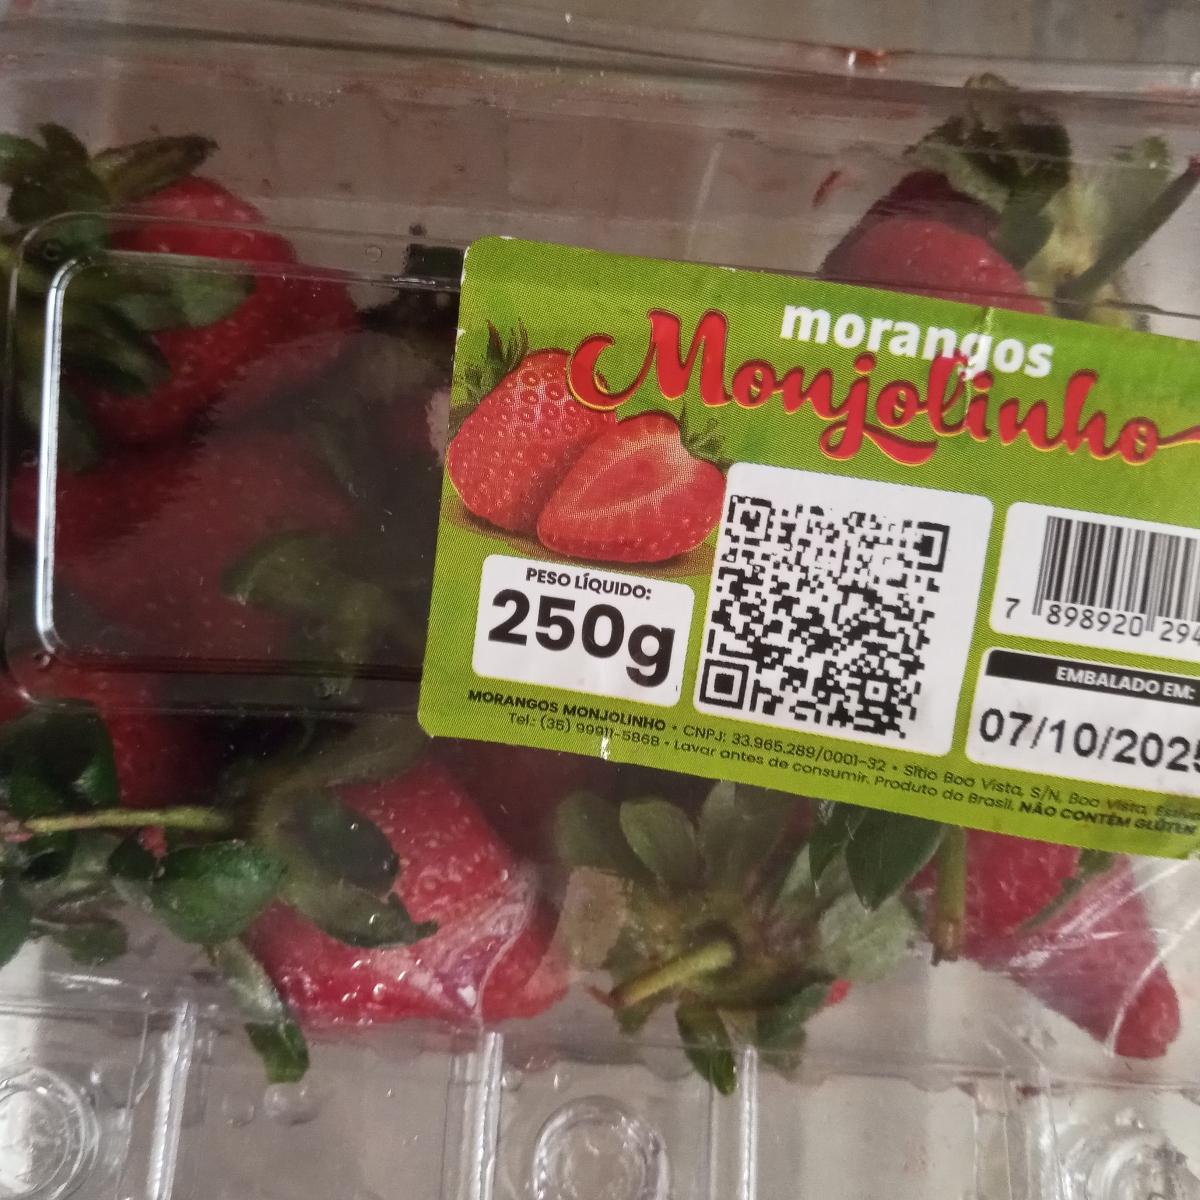 morangos
Monjolinho
PESO LÍQUIDO:
250g
7 898920 294
EMBALADO EM:
07/10/2025
MORANGOS MONJOLINHO • CNPJ: 33.965.289/0001-32 • Sítio Boa Vista, S/N, Boa Vista,
Tel.: (35) 99911-5868 • Lavar antes de consumir. Produto do Brasil. NÃO CONTÉM GLÚTEN